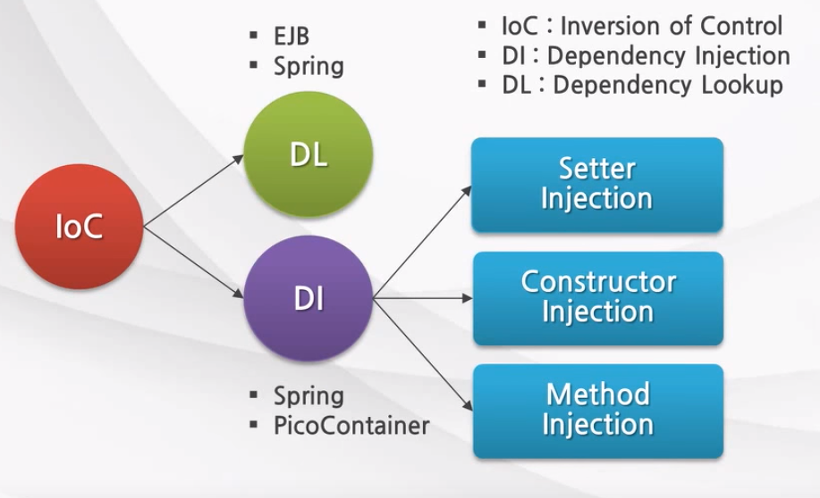 ▪ EJB
▪ Spring
▪ IoC : Inversion of Control
▪ DI : Dependency Injection
▪ DL : Dependency Lookup
IoC
DL
DI
Setter
Injection
Constructor
Injection
Method
Injection
▪ Spring
▪ PicoContainer